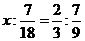 x: 7/18 = 2/3 : 7/9